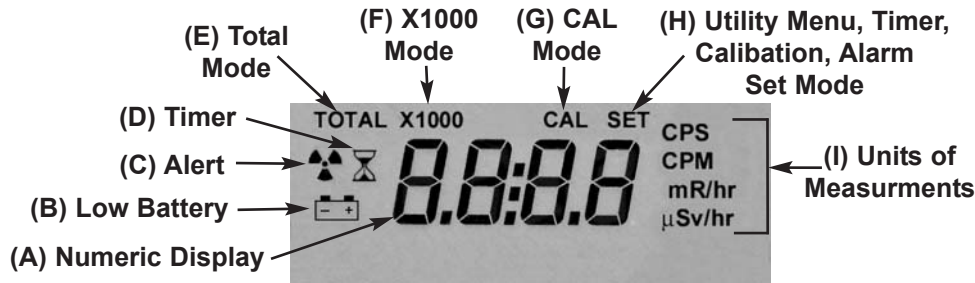 (E) Total
Mode
(F) X1000
Mode
(G) CAL
Mode
(H) Utility Menu, Timer,
Calibation, Alarm
Set Mode
(D) Timer
(C) Alert
(B) Low Battery
(A) Numeric Display
TOTAL X1000 CAL SET
8.8:8.8
CPS
CPM
mR/hr
µSv/hr
(I) Units of
Measurments